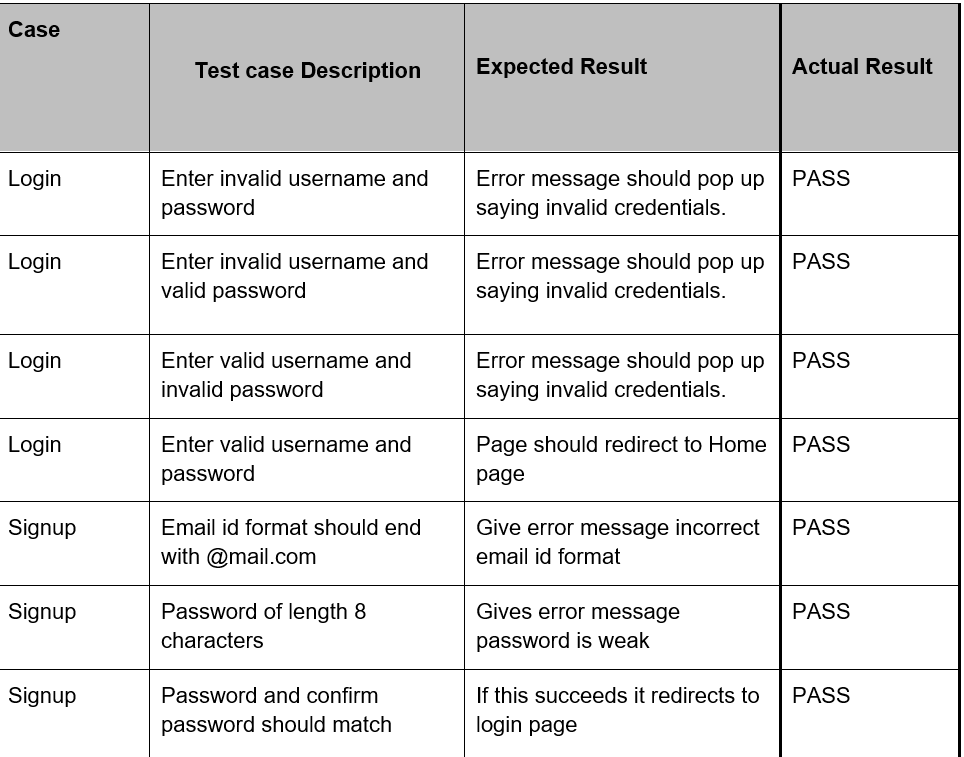 Case
Test case Description
Expected Result
Actual Result
Login
Enter invalid username and
password
Error message should pop up
saying invalid credentials.
PASS
Login
Enter invalid username and
valid password
Error message should pop up
saying invalid credentials.
PASS
Login
Enter valid username and
invalid password
Error message should pop up
saying invalid credentials.
PASS
Login
Enter valid username and
password
Page should redirect to Home
page
PASS
Signup
Email id format should end
with @mail.com
Give error message incorrect
email id format
PASS
Signup
Password of length 8
characters
Gives error message
password is weak
PASS
Signup
Password and confirm
password should match
If this succeeds it redirects to
login page
PASS